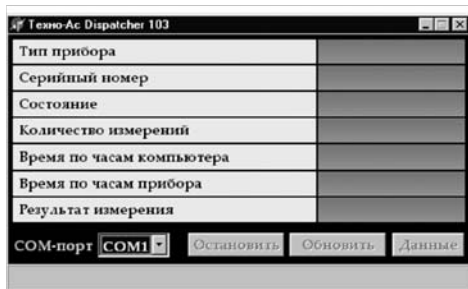 Техно-Ас Dispatcher 103
Тип прибора
Серийный номер
Состояние
Количество измерений
Время по часам компьютера
Время по часам прибора
Результат измерения
COM-порт COM1 Остановить Обновить Данные